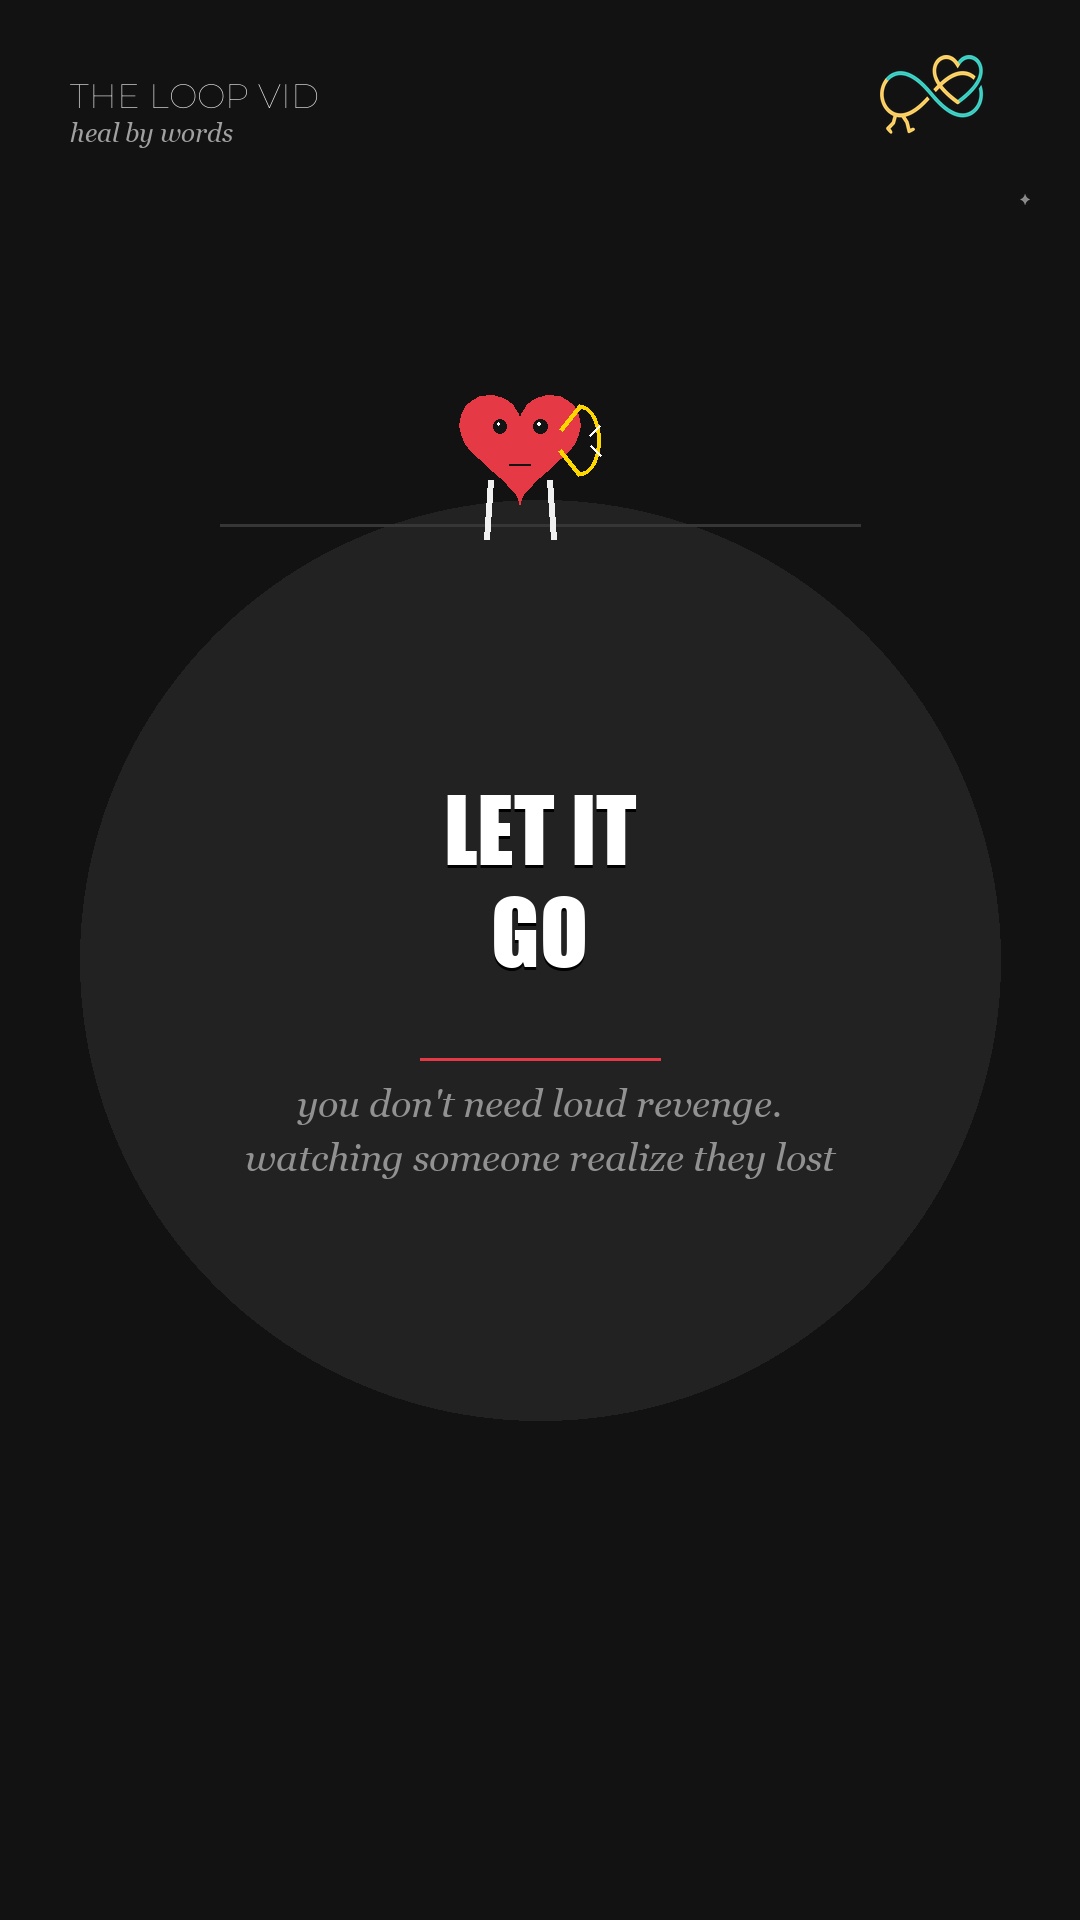 THE LOOP VID
heal by words
LET IT
GO
you don't need loud revenge.
watching someone realize they lost